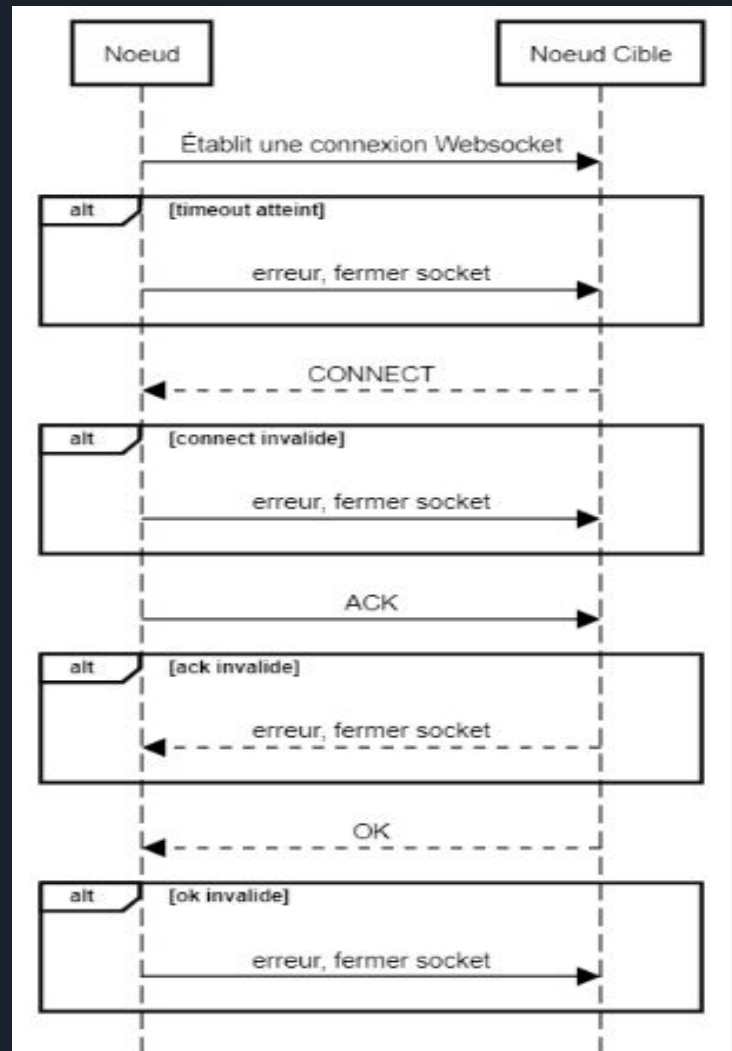 Noeud
Noeud Cible
Établit une connexion Websocket
alt [timeout atteint]
erreur, fermer socket
CONNECT
alt [connect invalide]
erreur, fermer socket
ACK
alt [ack invalide]
erreur, fermer socket
OK
alt [ok invalide]
erreur, fermer socket